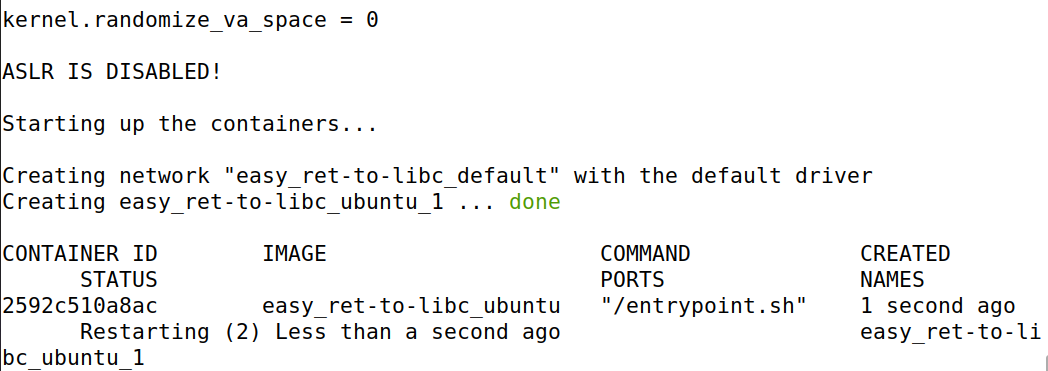 kernel.randomize_va_space = 0
ASLR IS DISABLED!
Starting up the containers...
Creating network "easy_ret-to-libc_default" with the default driver
Creating easy_ret-to-libc_ubuntu_1 ... done
CONTAINER ID        IMAGE                     COMMAND             CREATED
      STATUS                                  PORTS               NAMES
2592c510a8ac        easy_ret-to-libc_ubuntu   "/entrypoint.sh"    1 second ago
      Restarting (2) Less than a second ago                       easy_ret-to-li
bc_ubuntu_1